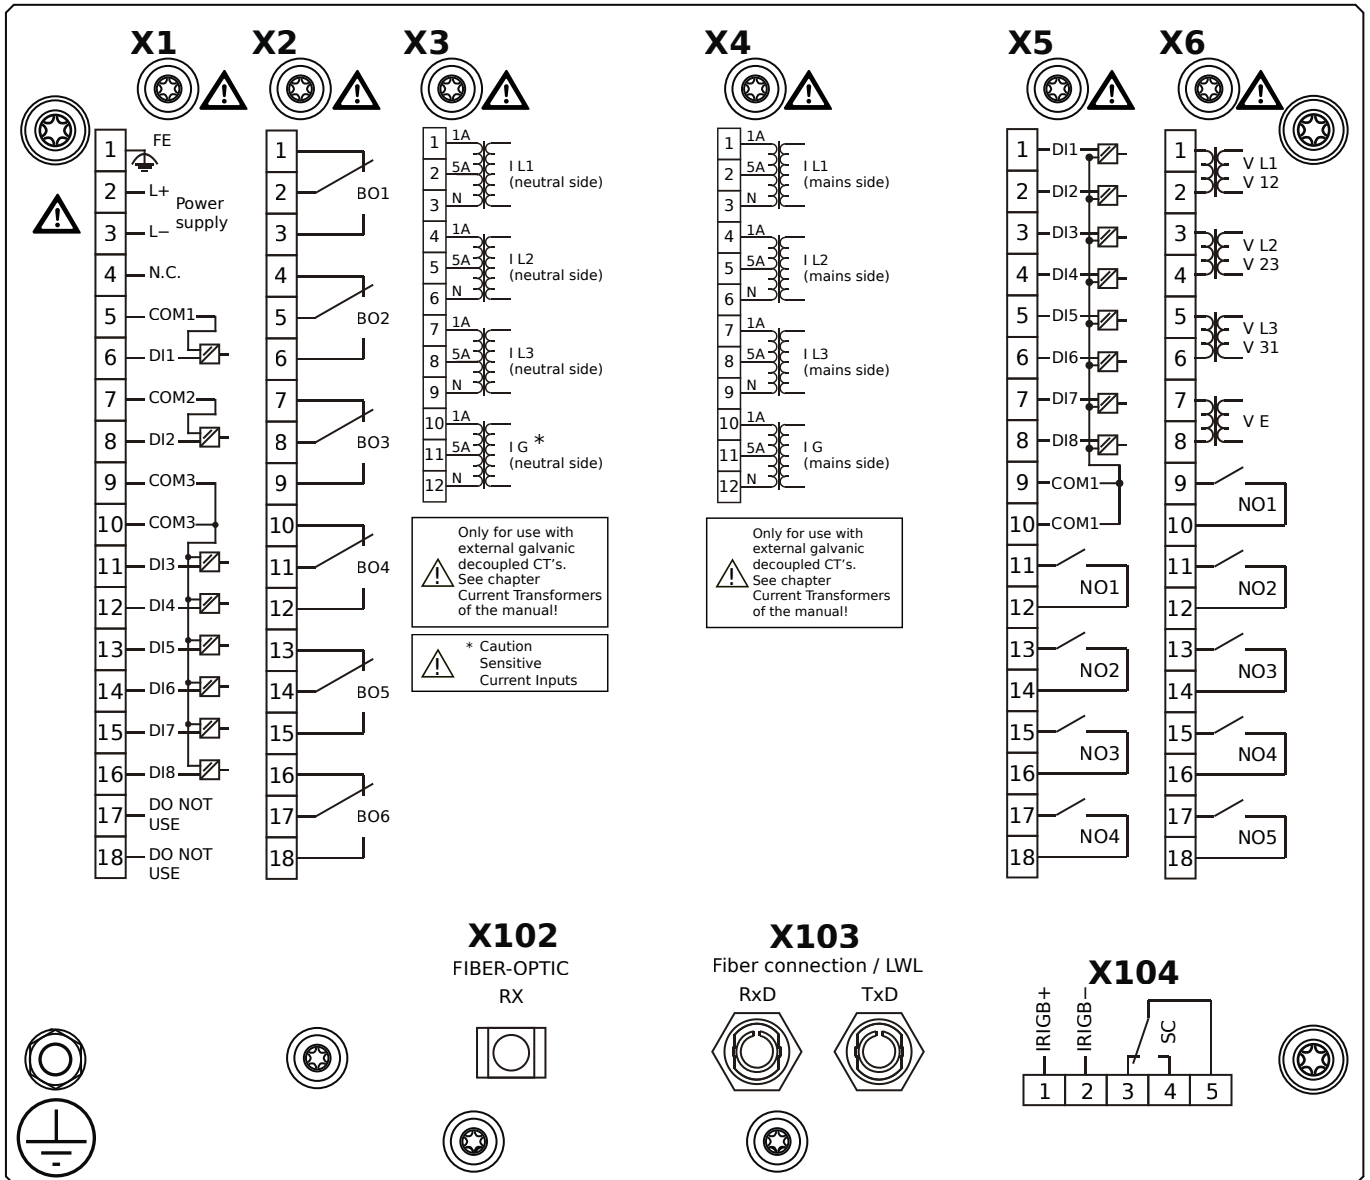 X1
X2
X3
X4
X5
X6
1 FE
2 L+
Power
supply
3 L−
4 N.C.
5 COM1
6 DI1
7 COM2
8 DI2
9 COM3
10 COM3
11 DI3
12 DI4
13 DI5
14 DI6
15 DI7
16 DI8
17 DO NOT
USE
18 DO NOT
USE
1
2 BO1
3
4
5 BO2
6
7
8 BO3
9
10
11 BO4
12
13
14 BO5
15
16
17 BO6
18
1 1A
2 5A
3 N
I L1
(neutral side)
4 1A
5 5A
6 N
I L2
(neutral side)
7 1A
8 5A
9 N
I L3
(neutral side)
10 1A
11 5A
12 N
I G *
(neutral side)
Only for use with
external galvanic
decoupled CT’s.
See chapter
Current Transformers
of the manual!
* Caution
Sensitive
Current Inputs
1 1A
2 5A
3 N
I L1
(mains side)
4 1A
5 5A
6 N
I L2
(mains side)
7 1A
8 5A
9 N
I L3
(mains side)
10 1A
11 5A
12 N
I G
(mains side)
Only for use with
external galvanic
decoupled CT’s.
See chapter
Current Transformers
of the manual!
1 DI1
2 DI2
3 DI3
4 DI4
5 DI5
6 DI6
7 DI7
8 DI8
9 COM1
10 COM1
11
NO1
12
13
NO2
14
15
NO3
16
17
NO4
18
1
V L1
V 12
2
3
V L2
V 23
4
5
V L3
V 31
6
7
V E
8
9
NO1
10
11
NO2
12
13
NO3
14
15
NO4
16
17
NO5
18
X102
FIBER-OPTIC
RX
X103
Fiber connection / LWL
RxD TxD
X104
IRIGB+
IRIGB−
SC
1 2 3 4 5